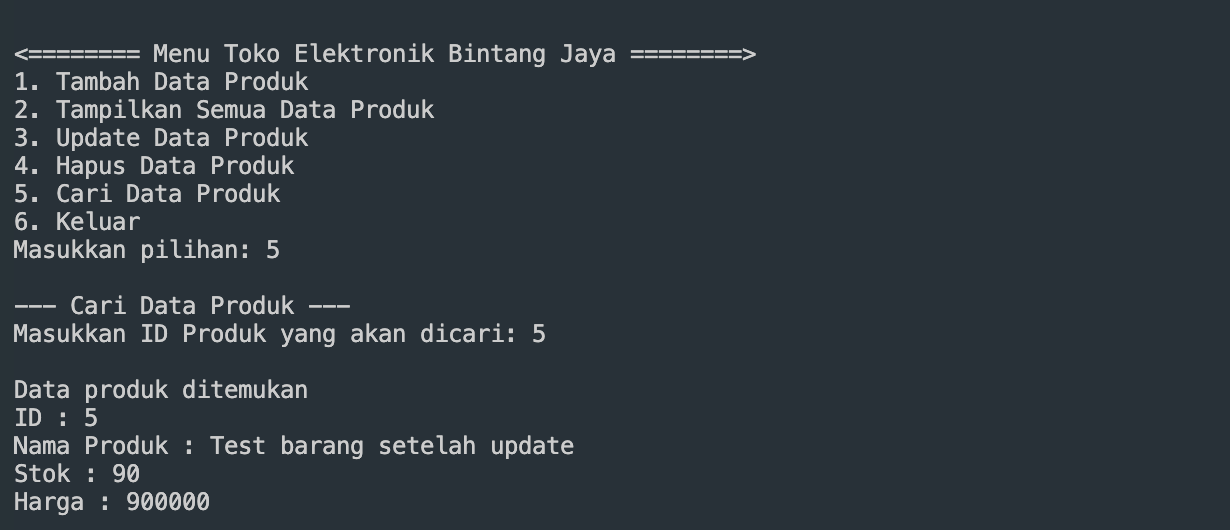 <======== Menu Toko Elektronik Bintang Jaya ========>
1. Tambah Data Produk
2. Tampilkan Semua Data Produk
3. Update Data Produk
4. Hapus Data Produk
5. Cari Data Produk
6. Keluar
Masukkan pilihan: 5
--- Cari Data Produk ---
Masukkan ID Produk yang akan dicari: 5
Data produk ditemukan
ID : 5
Nama Produk : Test barang setelah update
Stok : 90
Harga : 900000